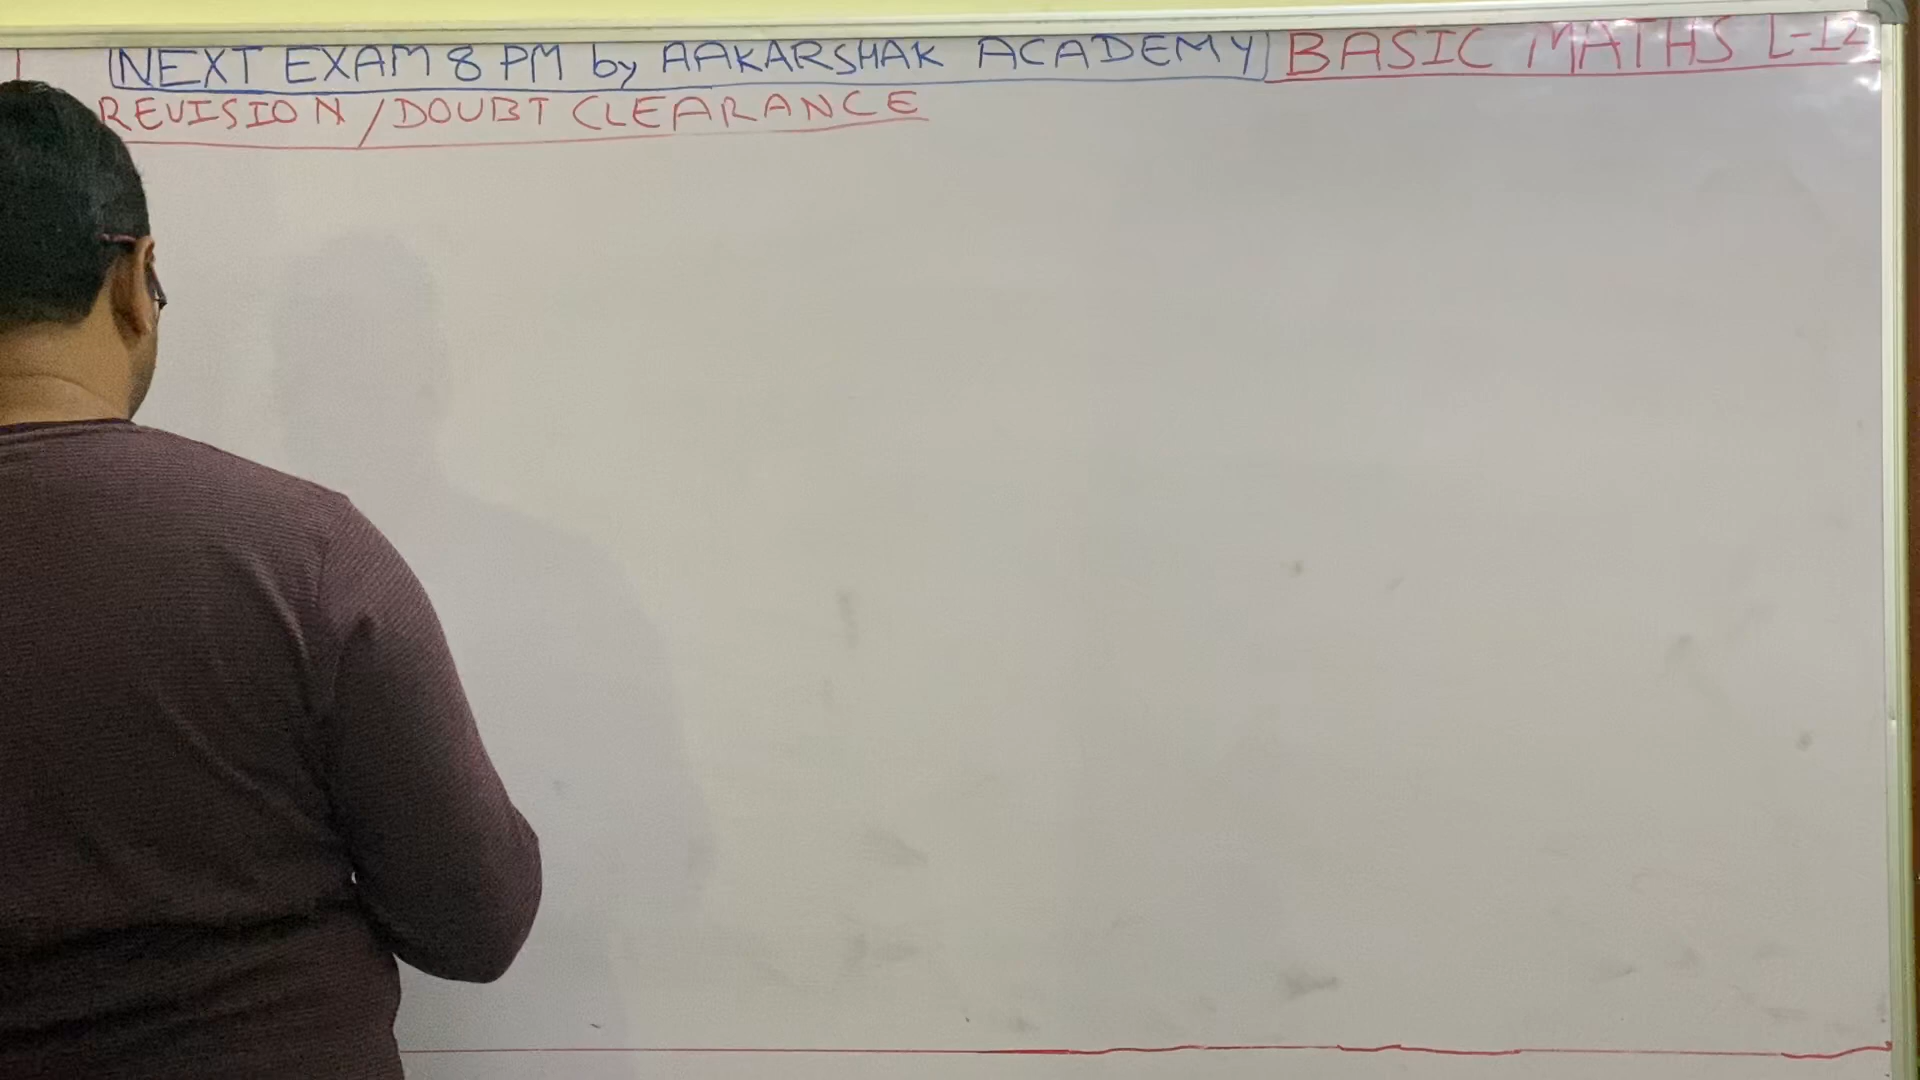 NEXT EXAM 8 PM by AAKARSHAK ACADEMY BASIC MATHS L-12
REVISION / DOUBT CLEARANCE